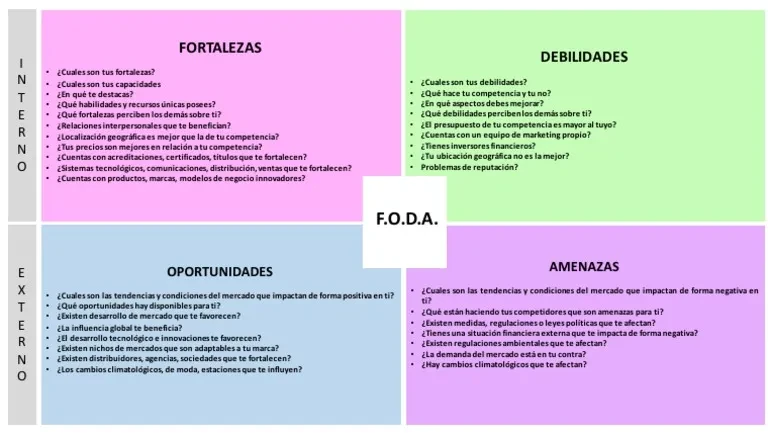 INTERNO
FORTALEZAS
• ¿Cuales son tus fortalezas?
• ¿Cuales son tus capacidades
• ¿En qué te destacas?
• ¿Qué habilidades y recursos únicas posees?
• ¿Qué fortalezas perciben los demás sobre ti?
• ¿Relaciones interpersonales que te benefician?
• ¿Localización geográfica es mejor que la de tu competencia?
• ¿Tus precios son mejores en relación a tu competencia?
• ¿Cuentas con acreditaciones, certificados, titulos que te fortalecen?
• ¿Sistemas tecnológicos, comunicaciones, distribución, ventas que te fortalecen?
• ¿Cuentas con productos, marcas, modelos de negocio innovadores?
DEBILIDADES
• ¿Cuales son tus debilidades?
• ¿Qué hace tu competencia y tu no?
• ¿En qué aspectos debes mejorar?
• ¿Qué debilidades perciben los demás sobre ti?
• ¿El presupuesto de tu competencia es mayor al tuyo?
• ¿Cuentas con un equipo de marketing propio?
• ¿Tienes inversores financieros?
• ¿Tu ubicación geográfica no es la mejor?
• Problemas de reputación?
F.O.D.A.
EXTERNO
OPORTUNIDADES
• ¿Cuales son las tendencias y condiciones del mercado que impactan de forma positiva en ti?
• ¿Qué oportunidades hay disponibles para ti?
• ¿Existen desarrollo de mercado que te favorecen?
• ¿La influencia global te beneficia?
• ¿El desarrollo tecnológico e innovaciones te favorecen?
• ¿Existen nichos de mercados que son adaptables a tu marca?
• ¿Existen distribuidores, agencias, sociedades que te fortalecen?
• ¿Los cambios climatológicos, de moda, estaciones que te influyen?
AMENAZAS
• ¿Cuales son las tendencias y condiciones del mercado que impactan de forma negativa en
ti?
• ¿Qué están haciendo tus competidores que son amenazas para ti?
• ¿Existen medidas, regulaciones o leyes políticas que te afectan?
• ¿Tienes una situación financiera externa que te impacta de forma negativa?
• ¿Existen regulaciones ambientales que te afectan?
• ¿La demanda del mercado está en tu contra?
• ¿Hay cambios climatológicos que te afectan?